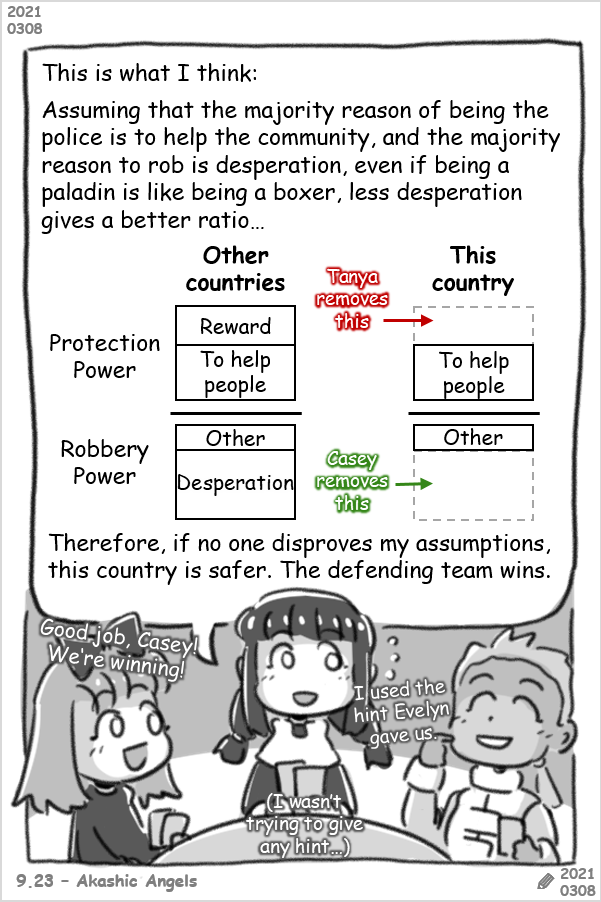 2021
0308
This is what I think:
Assuming that the majority reason of being the
police is to help the community, and the majority
reason to rob is desperation, even if being a
paladin is like being a boxer, less desperation
gives a better ratio...
Other
countries
Tanya
removes
this
This
country
Protection
Power
Reward
To help
people
To help
people
Robbery
Power
Other
Desperation
Casey
removes
this
Other
Therefore, if no one disproves my assumptions,
this country is safer. The defending team wins.
Good job, Casey!
We're winning!
I used the
hint Evelyn
gave us.
(I wasn't
trying to give
any hint...)
9.23 – Akashic Angels
2021
0308